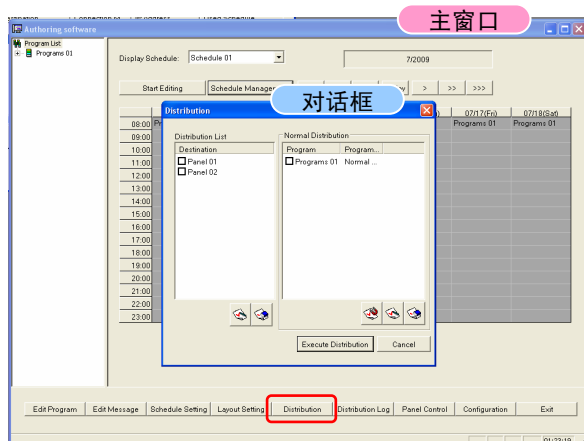 主窗口
Authoring software
Program List
Programs 01
Display Schedule: Schedule 01 7/2009
Start Editing Schedule Manager > >> >>>
对话框
Distribution
07/17(Fri) 07/18(Sat)
Programs 01 Programs 01
Distribution List Normal Distribution
Destination Program Program...
Panel 01 Programs 01 Normal ...
Panel 02
08:00
09:00
10:00
11:00
12:00
13:00
14:00
15:00
16:00
17:00
18:00
19:00
20:00
21:00
22:00
23:00
Execute Distribution Cancel
Edit Program Edit Message Schedule Setting Layout Setting Distribution Distribution Log Panel Control Configuration Exit
01:23:19